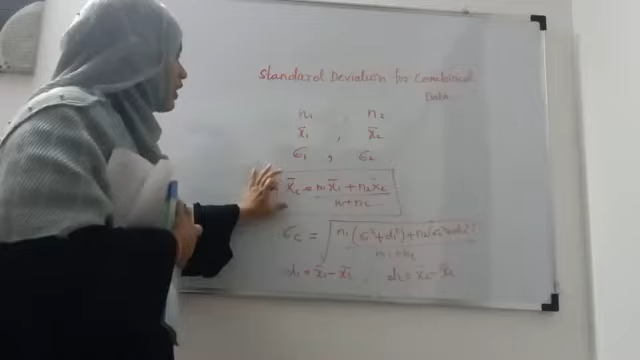 Standard Deviation for Combined
Data
n₁ , n₂
x̄₁ , x̄₂
σ₁ , σ₂
x̄c = n₁x̄₁ + n₂x̄₂ / n₁+n₂
σc = √ n₁(σ²+d₁²)+n₂(σ₂²+d₂²) / n₁+n₂
d₁ = x̄₁ - x̄c d₂ = x̄₂ - x̄c